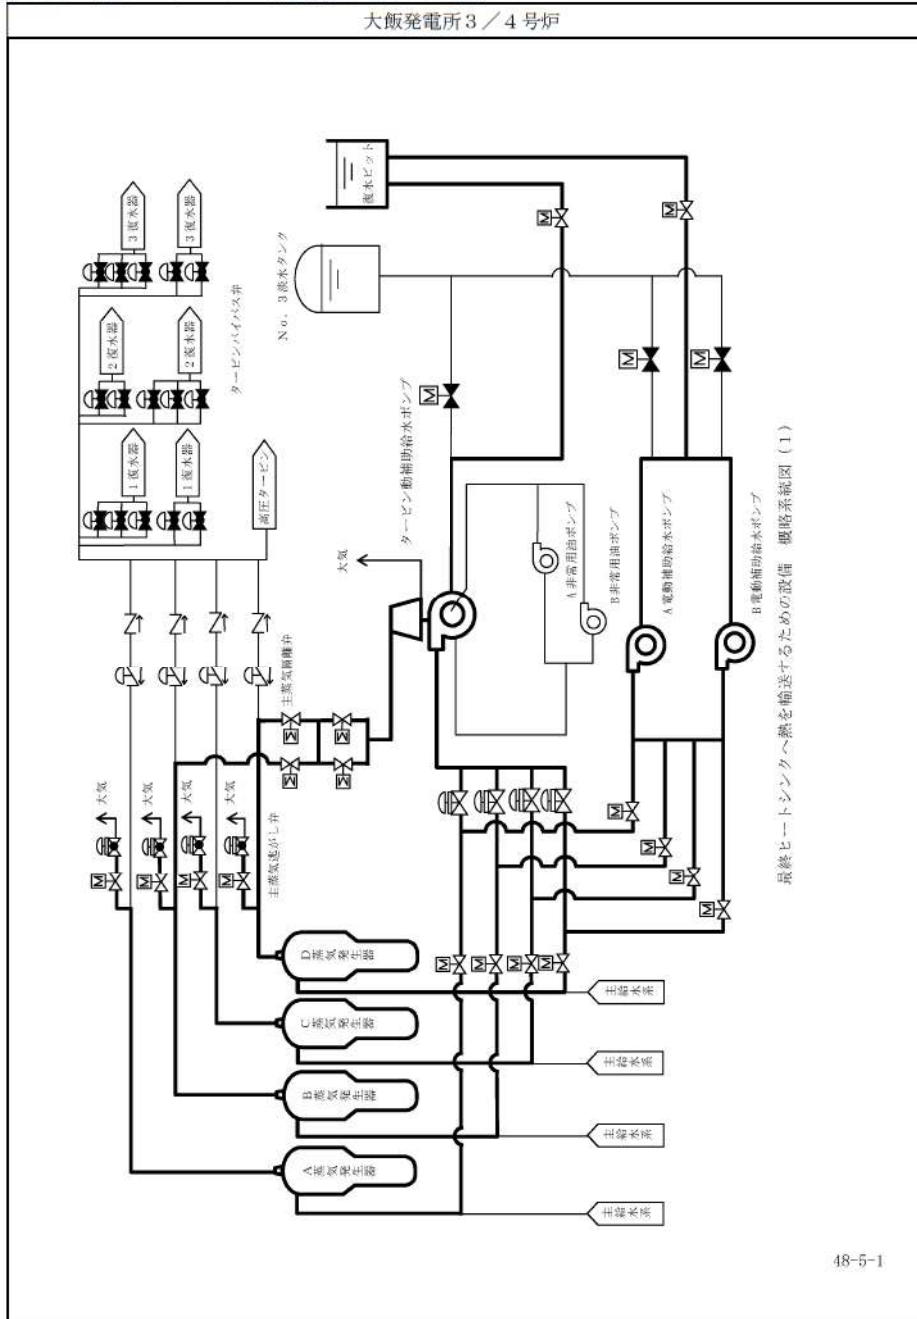 大飯発電所3／4号炉
3復水器
3復水器
2復水器
2復水器
1復水器
1復水器
タービンバイパス弁
高圧タービン
復水ピット
No. 3淡水タンク
M
M
M
M
M
タービン動補助給水ポンプ
大気
A非常用油ポンプ
B非常用油ポンプ
A電動補助給水ポンプ
B電動補助給水ポンプ
主蒸気隔離弁
M
M
M
M
大気
大気
大気
大気
主蒸気逃がし弁
M
M
M
M
M
M
M
M
M
M
M
M
D蒸気発生器
C蒸気発生器
B蒸気発生器
A蒸気発生器
主給水系
主給水系
主給水系
主給水系
最終ヒートシンクへ熱を輸送するための設備 概略系統図（1）
48-5-1